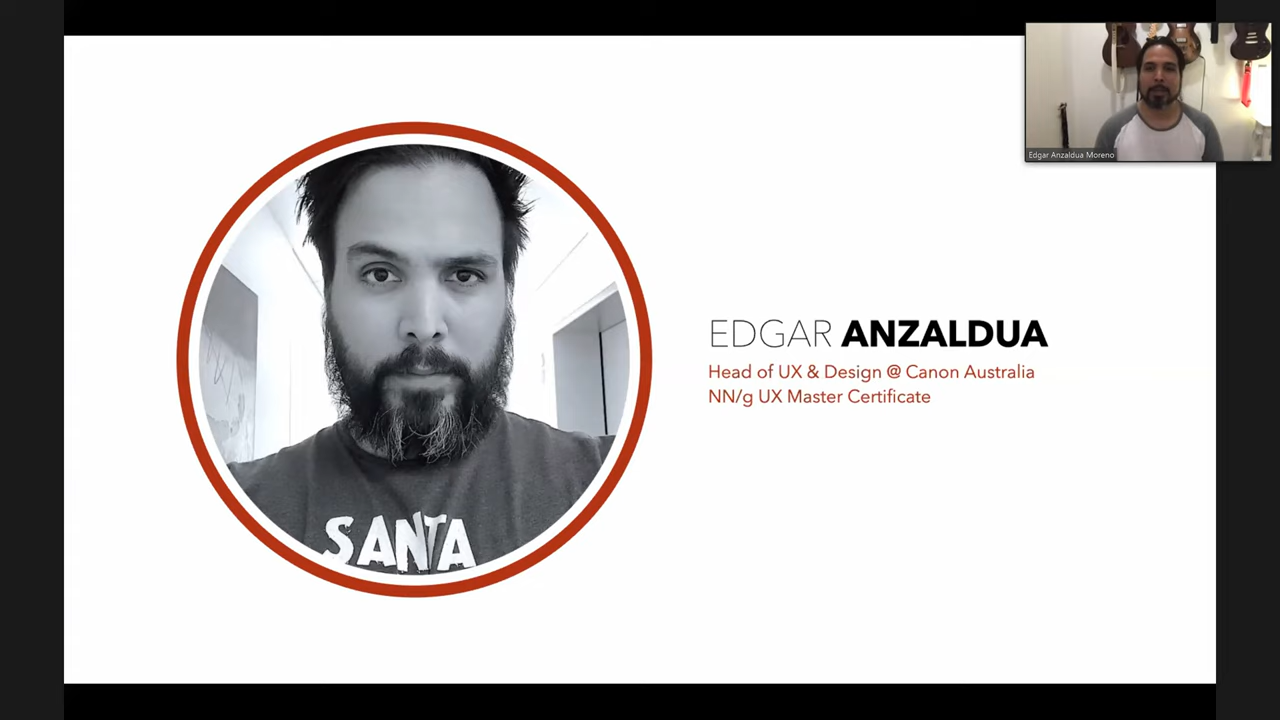 Edgar Anzaldua Moreno
EDGAR ANZALDUA
Head of UX & Design @ Canon Australia
NN/g UX Master Certificate
SANTA